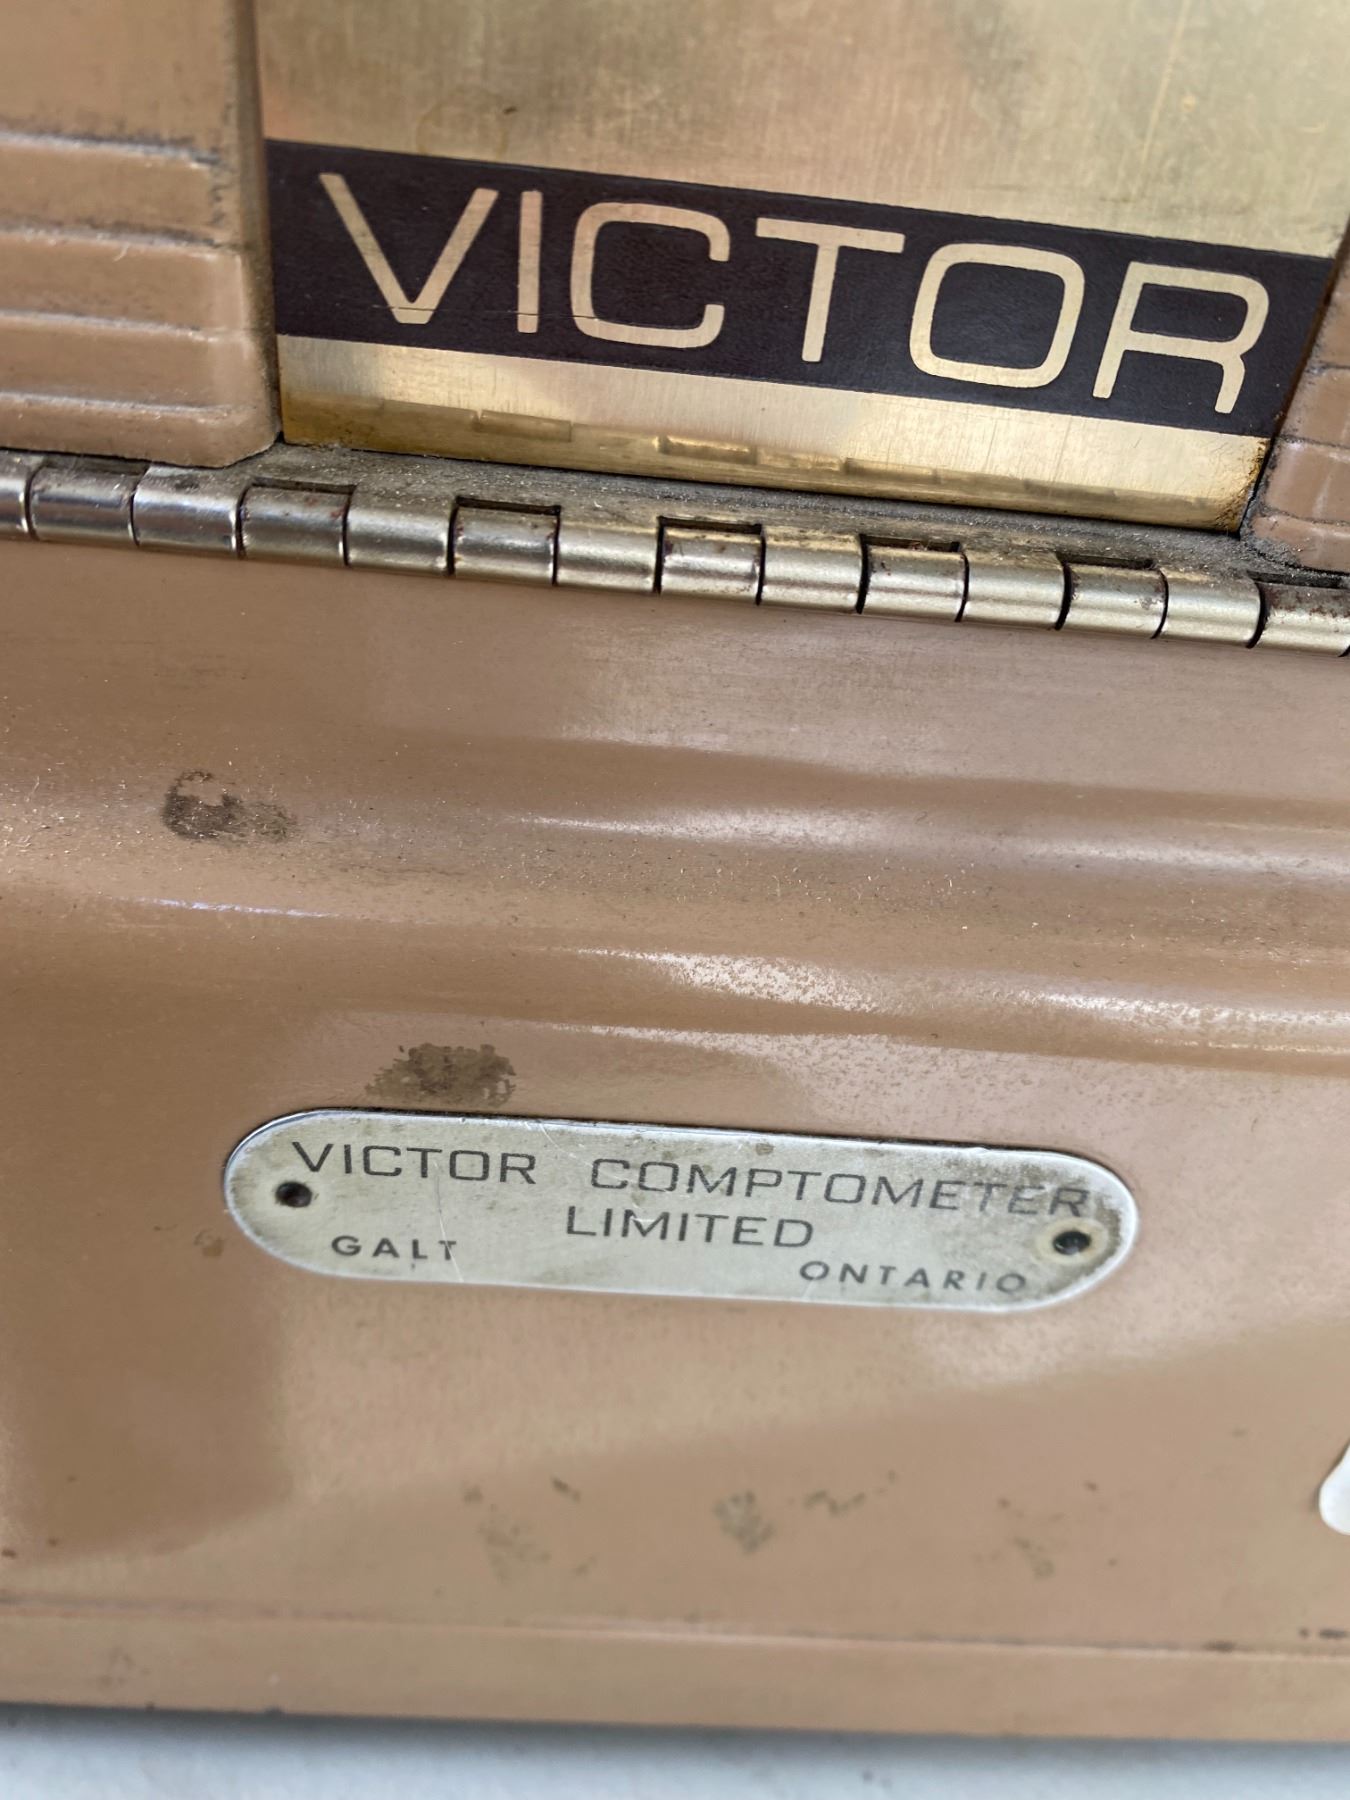 VICTOR
VICTOR COMPTOMETER
LIMITED
GALT ONTARIO